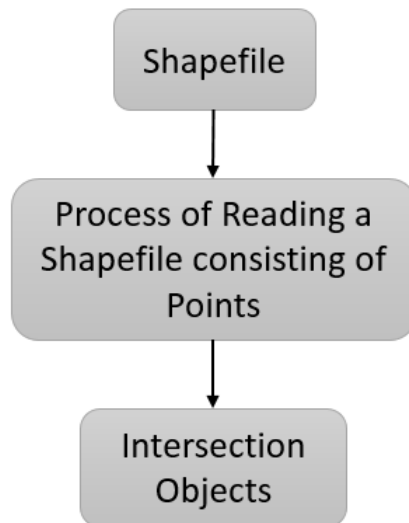 Shapefile
Process of Reading a
Shapefile consisting of
Points
Intersection
Objects